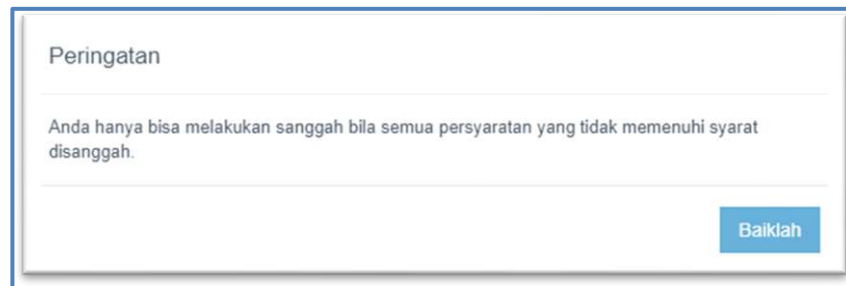 Peringatan
Anda hanya bisa melakukan sanggah bila semua persyaratan yang tidak memenuhi syarat
disanggah.
Baiklah